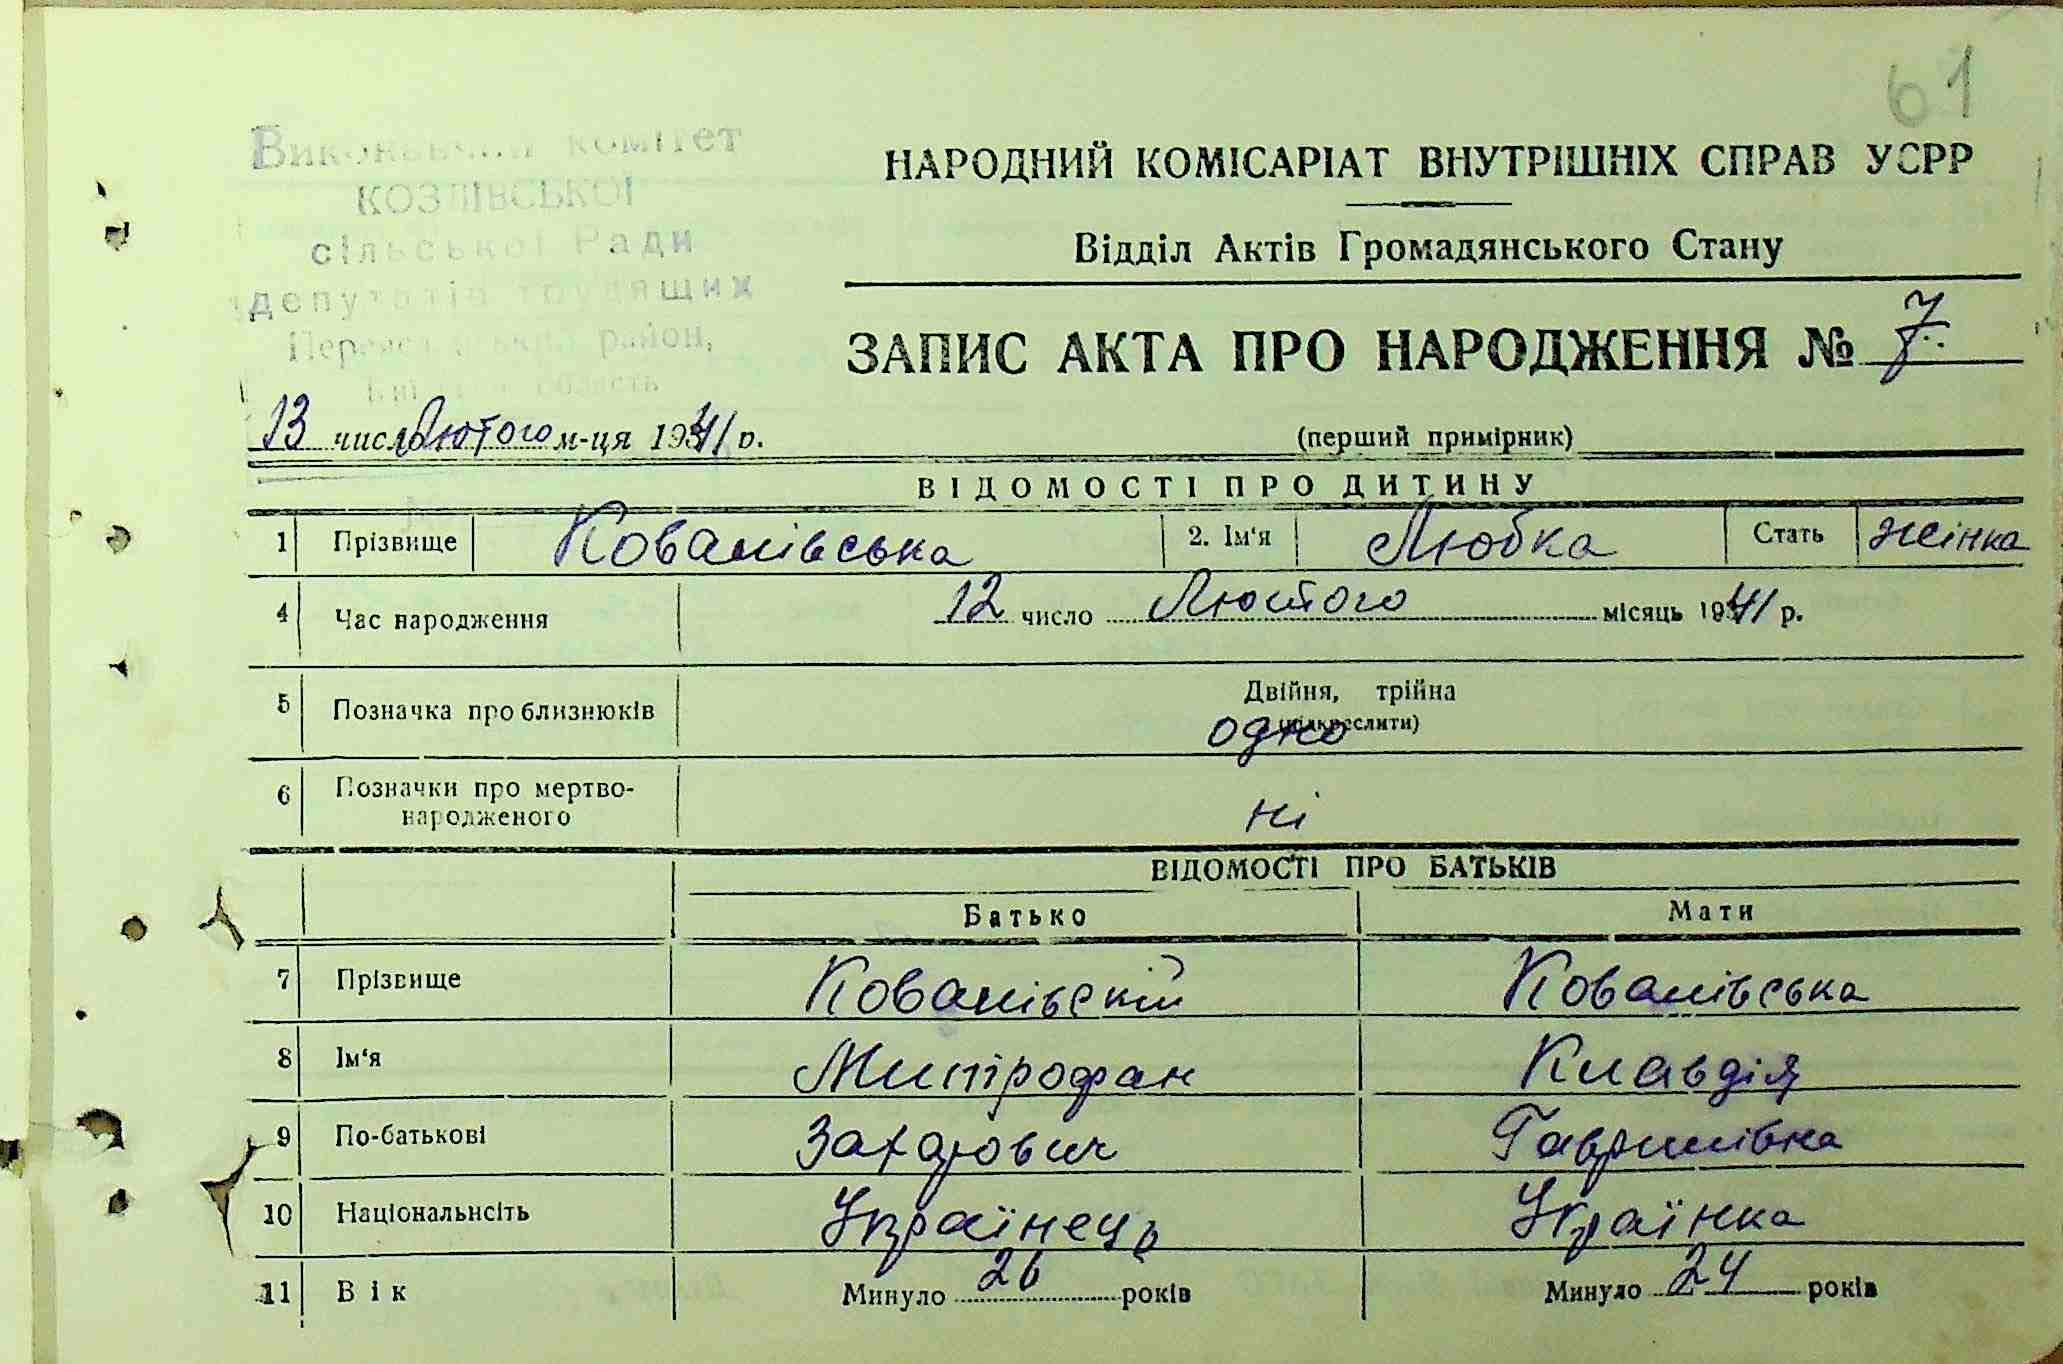 61
Виконавчий комітет
КОЗЛІВСЬКОЇ
сільської Ради
депутатів трудящих
район,
область
НАРОДНИЙ КОМІСАРІАТ ВНУТРІШНІХ СПРАВ УСРР
Відділ Актів Громадянського Стану
ЗАПИС АКТА ПРО НАРОДЖЕННЯ № 7
13 число Лютого м-ця 1941 р.
(перший примірник)
ВІДОМОСТІ ПРО ДИТИНУ
1 Прізвище Кованівська 2. Ім'я Любка Стать жінка
4 Час народження 12 число Лютого місяць 1941 р.
5 Позначка про близнюків Двійня, трійна
(підкреслити) одно
6 Позначки про мертво-
народженого ні
ВІДОМОСТІ ПРО БАТЬКІВ
Батько Мати
7 Прізвище Кованівский Кованівська
8 Ім'я Митрофан Клавдія
9 По-батькові Захарович Гаврилівна
10 Національнсіть Українець Українка
11 Вік Минуло 26 років Минуло 24 років